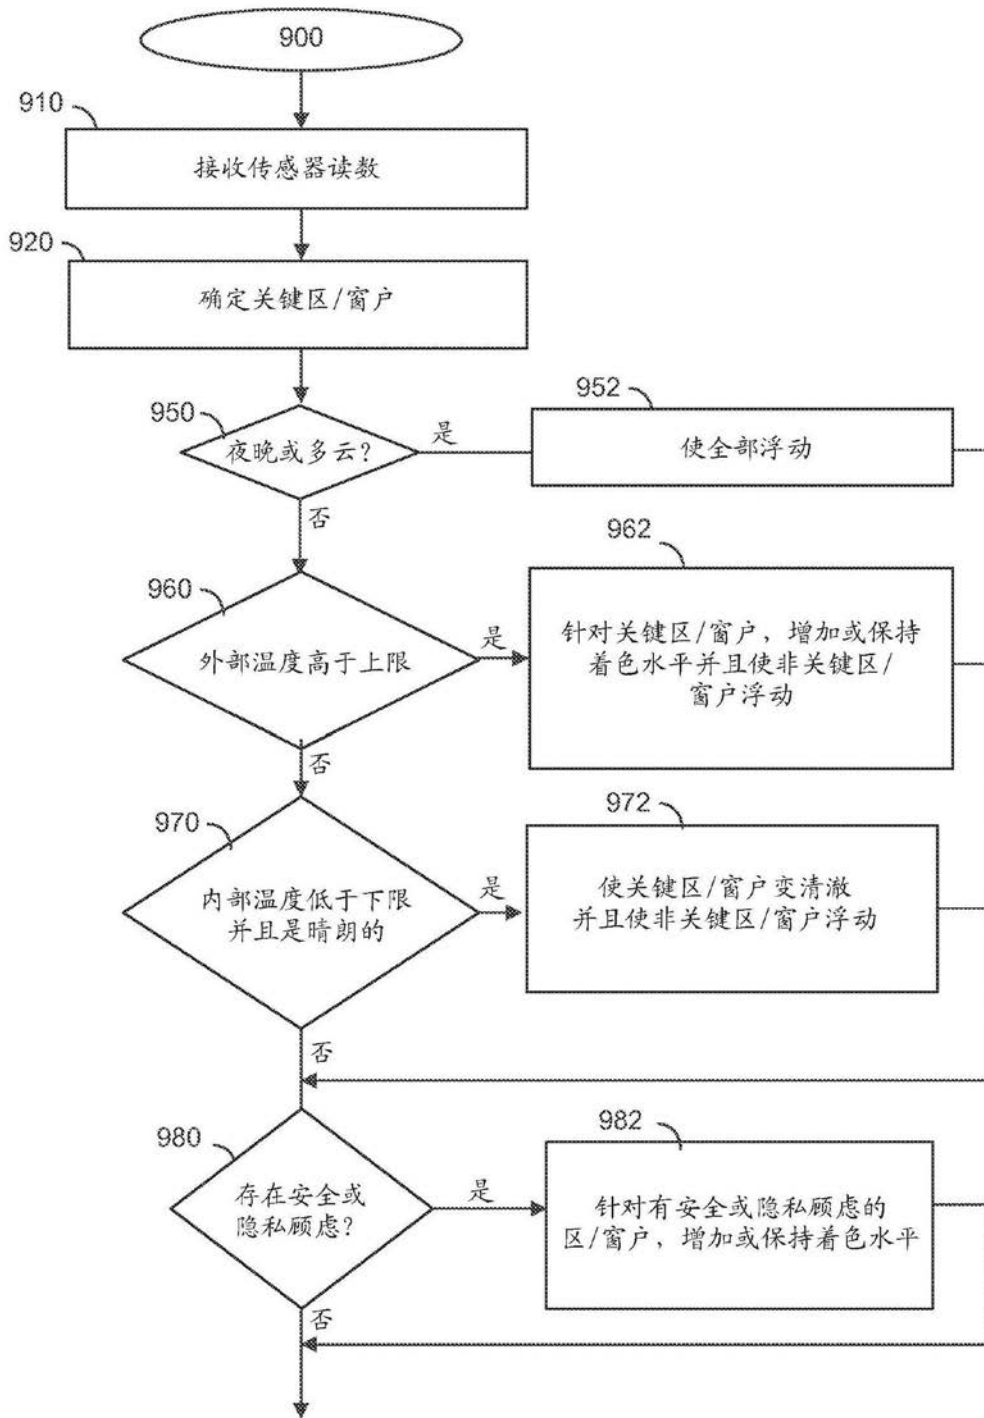 900
910
接收传感器读数
920
确定关键区/窗户
950
夜晚或多云?
是
952
使全部浮动
否
960
外部温度高于上限
是
962
针对关键区/窗户，增加或保持
着色水平并且使非关键区/
窗户浮动
否
970
内部温度低于下限
并且是晴朗的
是
972
使关键区/窗户变清澈
并且使非关键区/窗户浮动
否
980
存在安全或
隐私顾虑?
是
982
针对有安全或隐私顾虑的
区/窗户，增加或保持着色水平
否